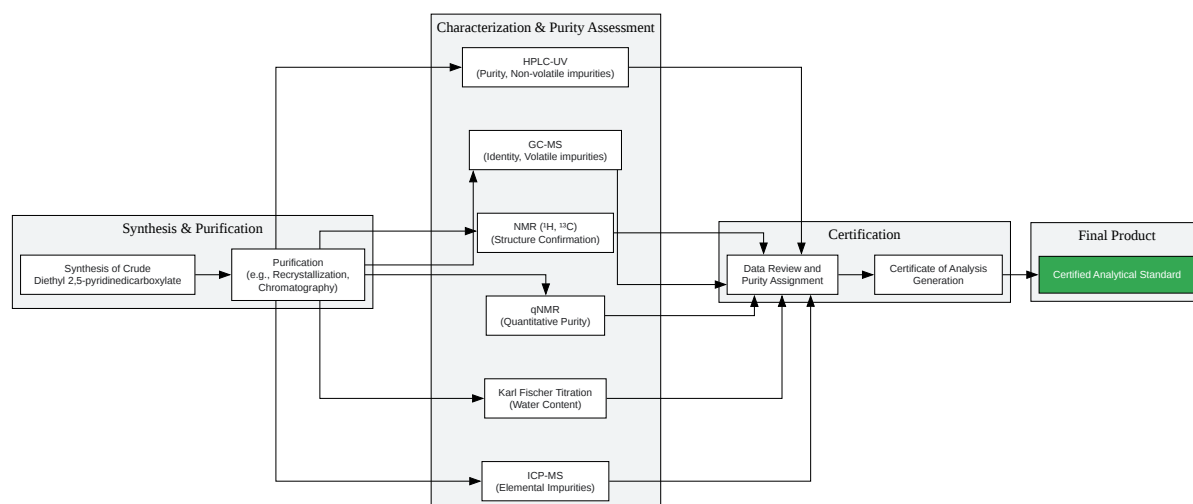 Characterization & Purity Assessment
HPLC-UV
(Purity, Non-volatile impurities)
GC-MS
(Identity, Volatile impurities)
NMR (¹H, ¹³C)
(Structure Confirmation)
qNMR
(Quantitative Purity)
Karl Fischer Titration
(Water Content)
ICP-MS
(Elemental Impurities)
Synthesis & Purification
Synthesis of Crude
Diethyl 2,5-pyridinedicarboxylate
Purification
(e.g., Recrystallization,
Chromatography)
Certification
Data Review and
Purity Assignment
Certificate of Analysis
Generation
Final Product
Certified Analytical Standard